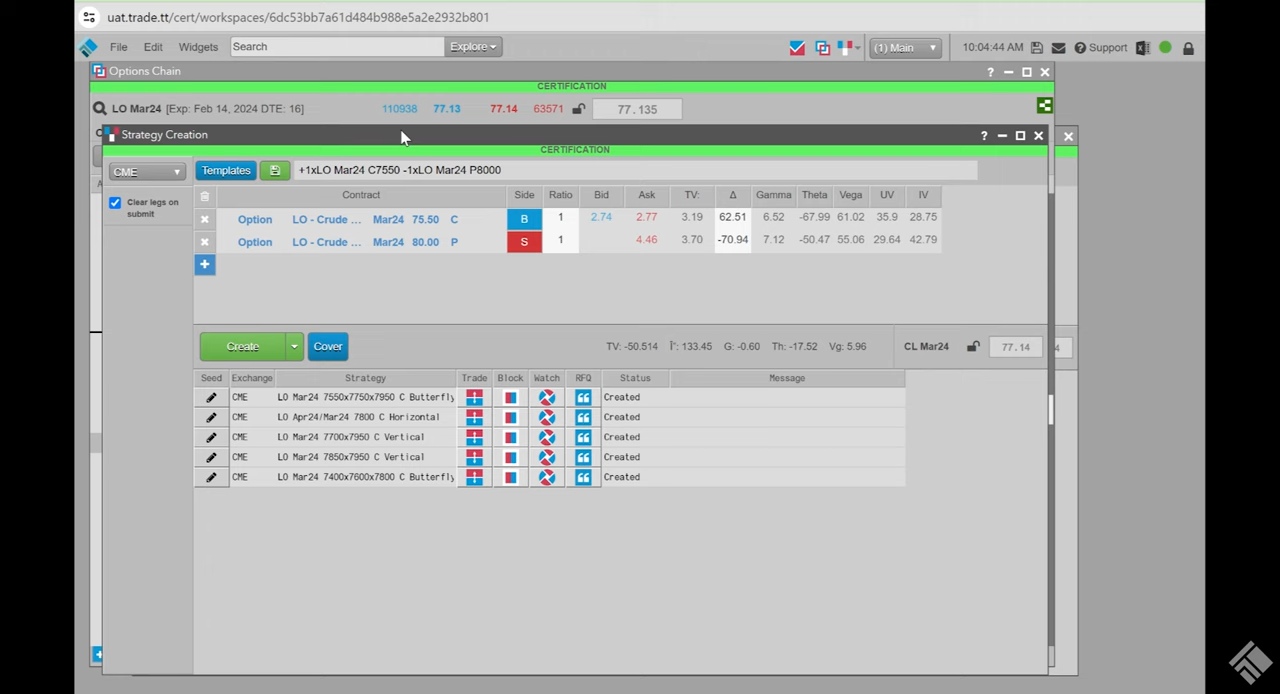 uat.trade.tt/cert/workspaces/6dc53bb7a61d484b988e5a2e2932b801
File Edit Widgets Search Explore (1) Main 10:04:44 AM Support
Options Chain ?
CERTIFICATION
LO Mar24 [Exp: Feb 14, 2024 DTE: 16] 110938 77.13 77.14 63571 77.135
Strategy Creation ?
CERTIFICATION
CME Templates +1xLO Mar24 C7550 -1xLO Mar24 P8000
Clear legs on submit
Contract Side Ratio Bid Ask TV: Δ Gamma Theta Vega UV IV
Option LO - Crude ... Mar24 75.50 C B 1 2.74 2.77 3.19 62.51 6.52 -67.99 61.02 35.9 28.75
Option LO - Crude ... Mar24 80.00 P S 1 4.46 3.70 -70.94 7.12 -50.47 55.06 29.64 42.79
Create Cover TV: -50.514 Î": 133.45 G: -0.60 Th: -17.52 Vg: 5.96 CL Mar24 77.14 4
Seed Exchange Strategy Trade Block Watch RFQ Status Message
CME LO Mar24 7550x7750x7950 C Butterfly Created
CME LO Apr24/Mar24 7800 C Horizontal Created
CME LO Mar24 7700x7950 C Vertical Created
CME LO Mar24 7850x7950 C Vertical Created
CME LO Mar24 7400x7600x7800 C Butterfly Created